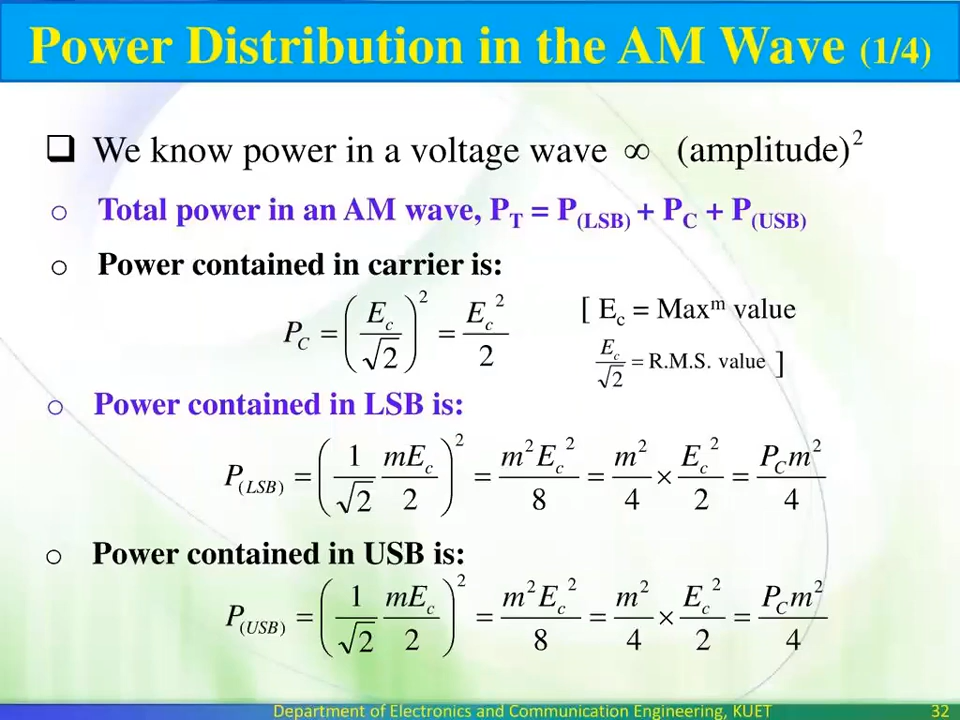 Power Distribution in the AM Wave (1/4)
❑ We know power in a voltage wave ∞ (amplitude)²
o Total power in an AM wave, P_T = P_(LSB) + P_C + P_(USB)
o Power contained in carrier is:
P_C = (E_c / √2)² = E_c² / 2 [ E_c = Maxᵐ value
E_c / √2 = R.M.S. value ]
o Power contained in LSB is:
P_(LSB) = (1/√2 mE_c/2)² = m²E_c²/8 = m²/4 × E_c²/2 = P_C m²/4
o Power contained in USB is:
P_(USB) = (1/√2 mE_c/2)² = m²E_c²/8 = m²/4 × E_c²/2 = P_C m²/4
Department of Electronics and Communication Engineering, KUET 32